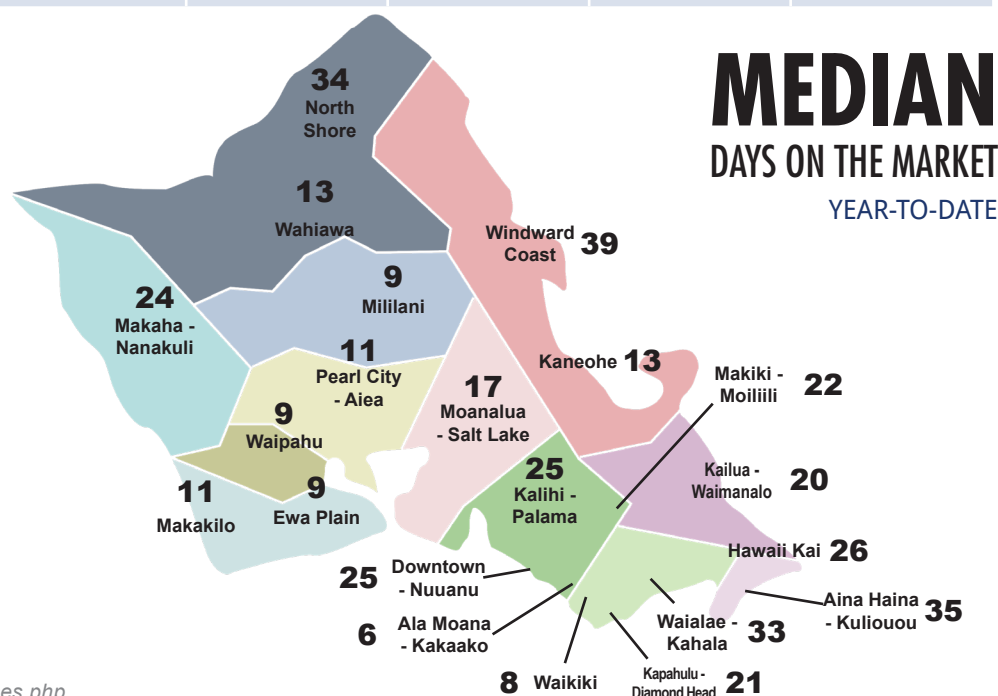 MEDIAN
DAYS ON THE MARKET
YEAR-TO-DATE
34
North
Shore
13
Wahiawa
Windward
Coast 39
9
Mililani
24
Makaha -
Nanakuli
11
Pearl City
- Aiea
Kaneohe 13
17
Moanalua
- Salt Lake
Makiki -
Moiliili 22
9
Waipahu
25
Kalihi -
Palama
Kailua -
Waimanalo 20
11
Makakilo
9
Ewa Plain
Hawaii Kai 26
25 Downtown
- Nuuanu
Aina Haina
- Kuliouou 35
6 Ala Moana
- Kakaako
Waialae -
Kahala 33
8 Waikiki
Kapahulu -
Diamond Head 21
es.php